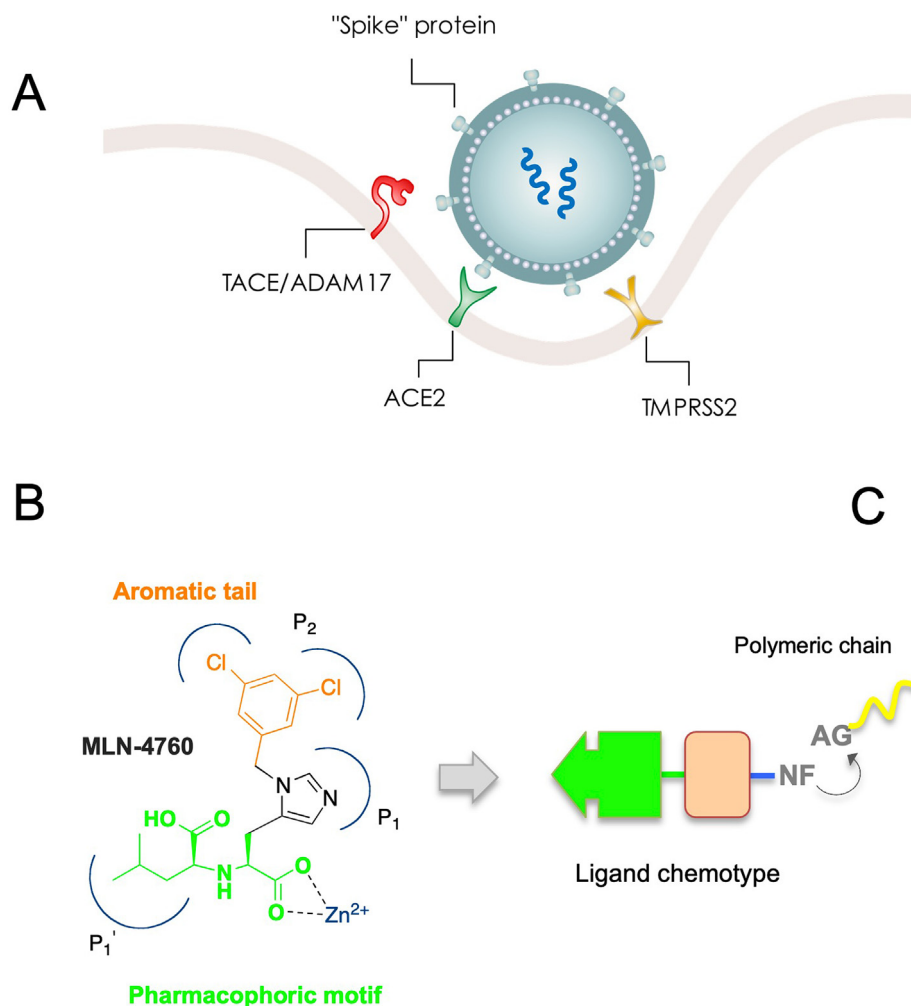 "Spike" protein
A
TACE/ADAM17
ACE2
TMPRSS2
B
C
Aromatic tail
P2
Cl
Cl
Polymeric chain
MLN-4760
AG
NF
N
N
P1
HO
O
N
H
O
O
Zn2+
Ligand chemotype
P1'
Pharmacophoric motif